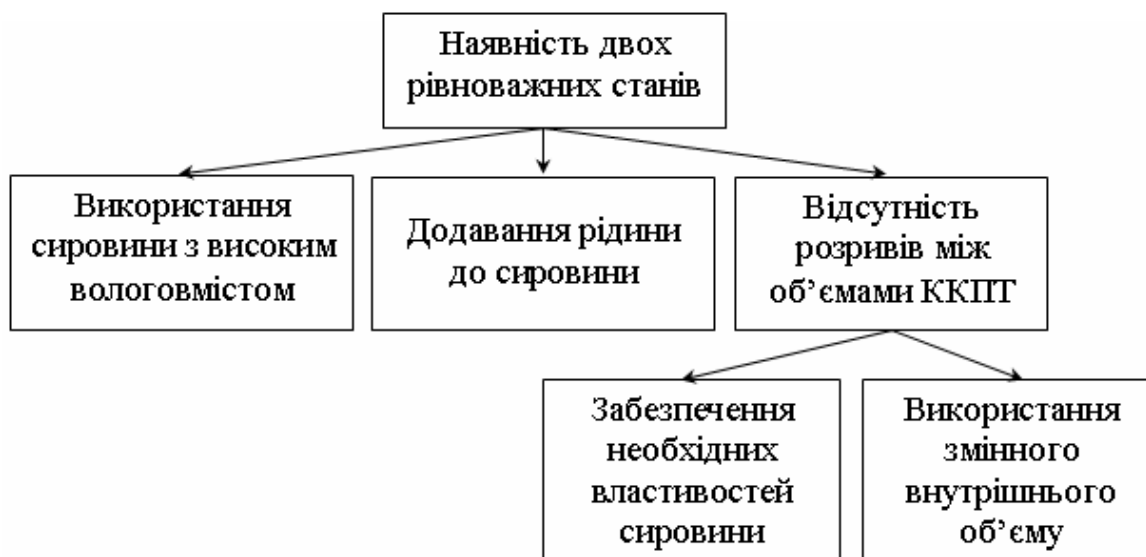 Наявність двох
рівноважних станів
Використання
сировини з високим
вологовмістом
Додавання рідини
до сировини
Відсутність
розривів між
об’ємами ККПТ
Забезпечення
необхідних
властивостей
сировини
Використання
змінного
внутрішнього
об’єму